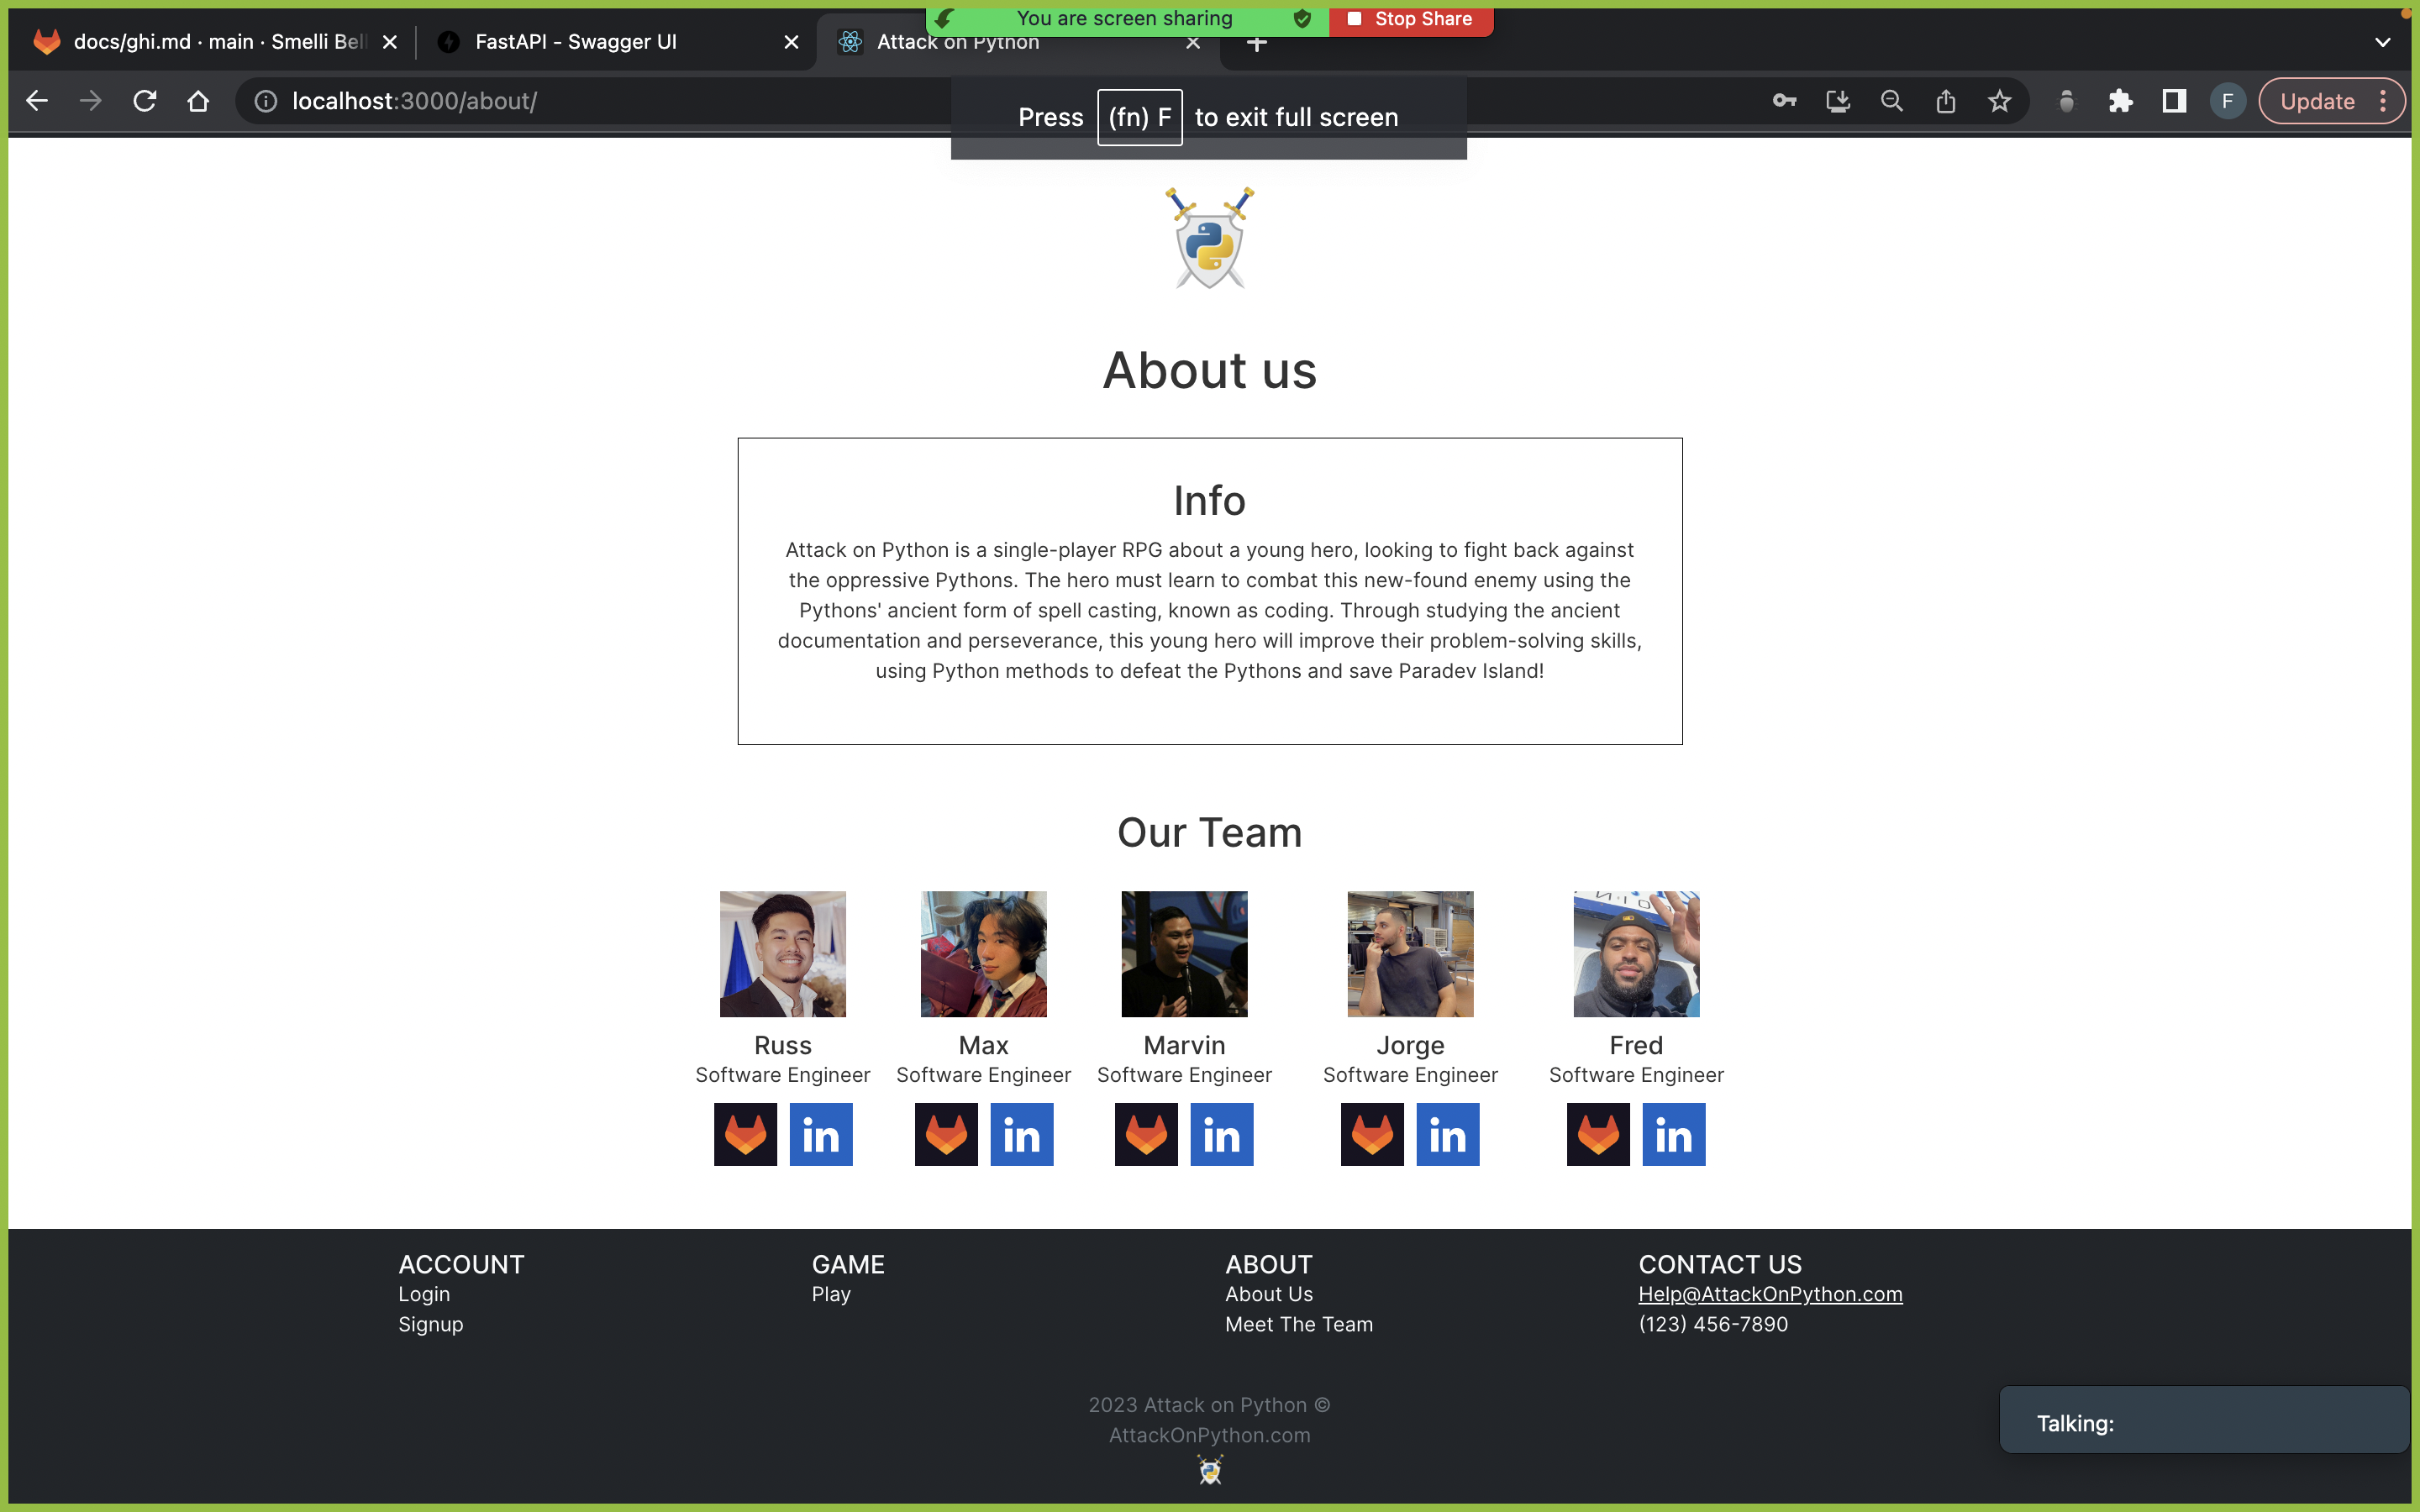 You are screen sharing
Stop Share
docs/ghi.md · main · Smelli Bell
FastAPI - Swagger UI
Attack on Python
localhost:3000/about/
F
Update
Press (fn) F to exit full screen
About us
Info
Attack on Python is a single-player RPG about a young hero, looking to fight back against
the oppressive Pythons. The hero must learn to combat this new-found enemy using the
Pythons' ancient form of spell casting, known as coding. Through studying the ancient
documentation and perseverance, this young hero will improve their problem-solving skills,
using Python methods to defeat the Pythons and save Paradev Island!
Our Team
Russ
Software Engineer
in
Max
Software Engineer
in
Marvin
Software Engineer
in
Jorge
Software Engineer
in
Fred
Software Engineer
in
ACCOUNT
Login
Signup
GAME
Play
ABOUT
About Us
Meet The Team
CONTACT US
Help@AttackOnPython.com
(123) 456-7890
2023 Attack on Python ©
AttackOnPython.com
Talking: